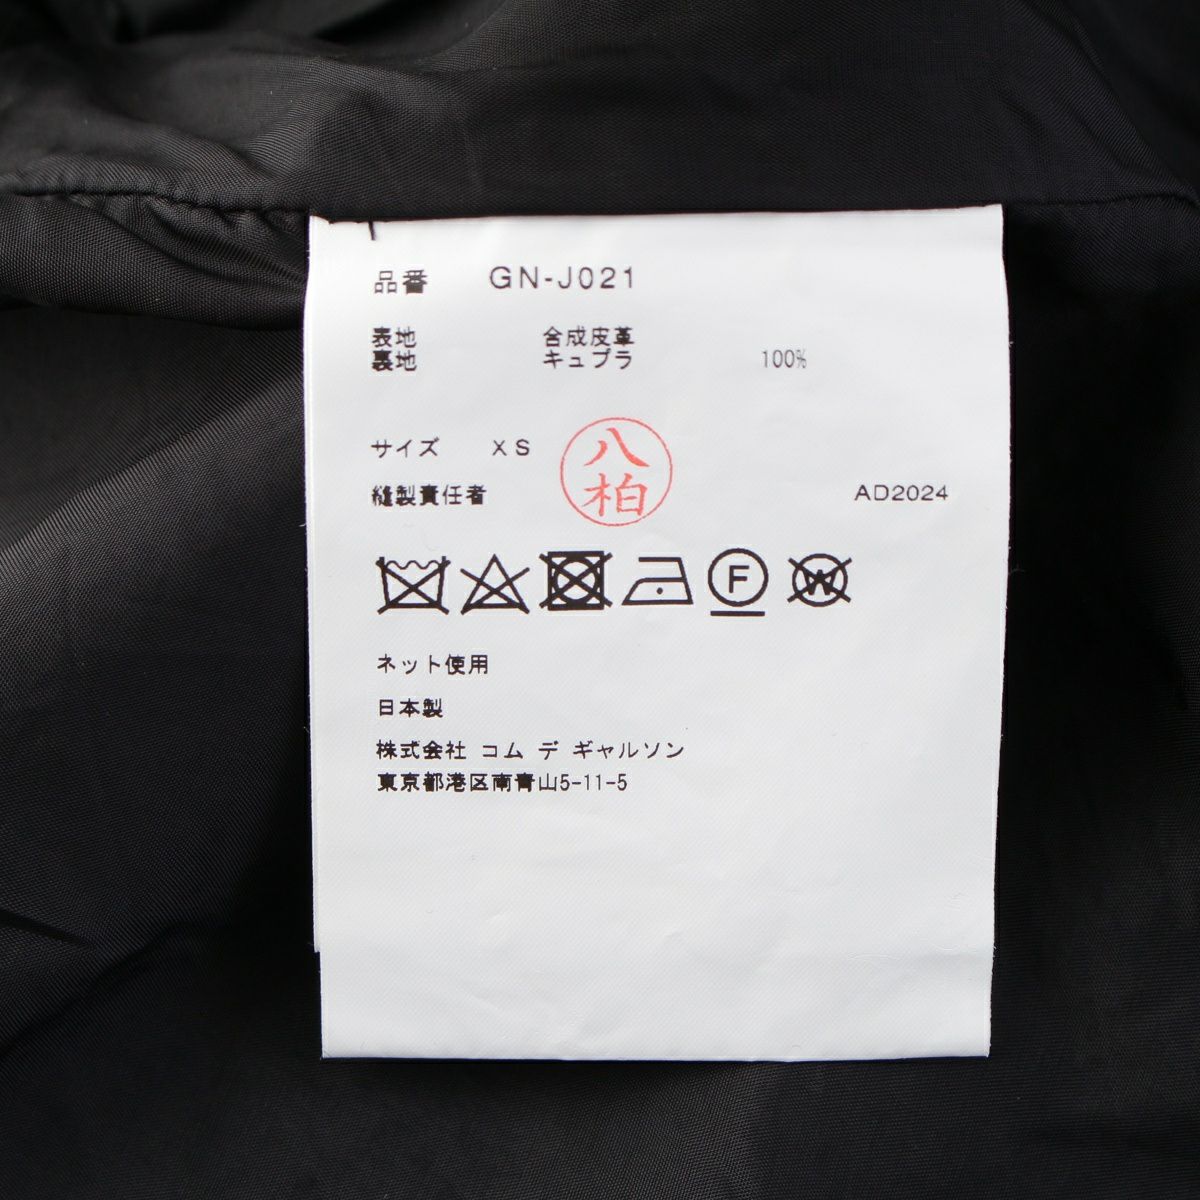 品番 GN-J021
表地 合成皮革
裏地 キュプラ 100%
サイズ XS
八
柏
縫製責任者 AD2024
F
W
ネット使用
日本製
株式会社 コム デ ギャルソン
東京都港区南青山5-11-5